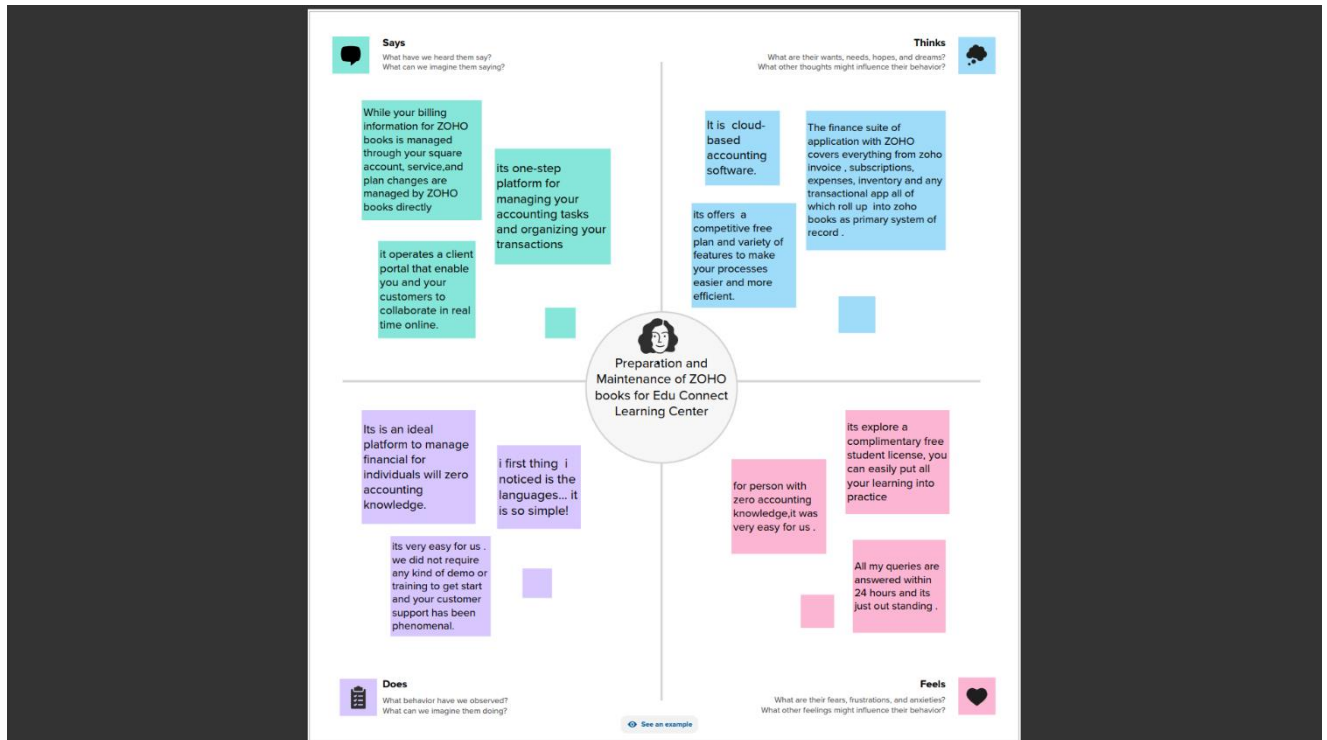 Says
What have we heard them say?
What can we imagine them saying?
Thinks
What are their wants, needs, hopes, and dreams?
What other thoughts might influence their behavior?
While your billing
information for ZOHO
books is managed
through your square
account, service,and
plan changes are
managed by ZOHO
books directly
its one-step
platform for
managing your
accounting tasks
and organizing your
transactions
it operates a client
portal that enable
you and your
customers to
collaborate in real
time online.
It is cloud-
based
accounting
software.
The finance suite of
application with ZOHO
covers everything from zoho
invoice , subscriptions,
expenses, inventory and any
transactional app all of
which roll up into zoho
books as primary system of
record .
its offers a
competitive free
plan and variety of
features to make
your processes
easier and more
efficient.
Preparation and
Maintenance of ZOHO
books for Edu Connect
Learning Center
Its is an ideal
platform to manage
financial for
individuals will zero
accounting
knowledge.
i first thing i
noticed is the
languages... it
is so simple!
its very easy for us .
we did not require
any kind of demo or
training to get start
and your customer
support has been
phenomenal.
its explore a
complimentary free
student license, you
can easily put all
your learning into
practice
for person with
zero accounting
knowledge,it was
very easy for us .
All my queries are
answered within
24 hours and its
just out standing .
Does
What behavior have we observed?
What can we imagine them doing?
Feels
What are their fears, frustrations, and anxieties?
What other feelings might influence their behavior?
See an example